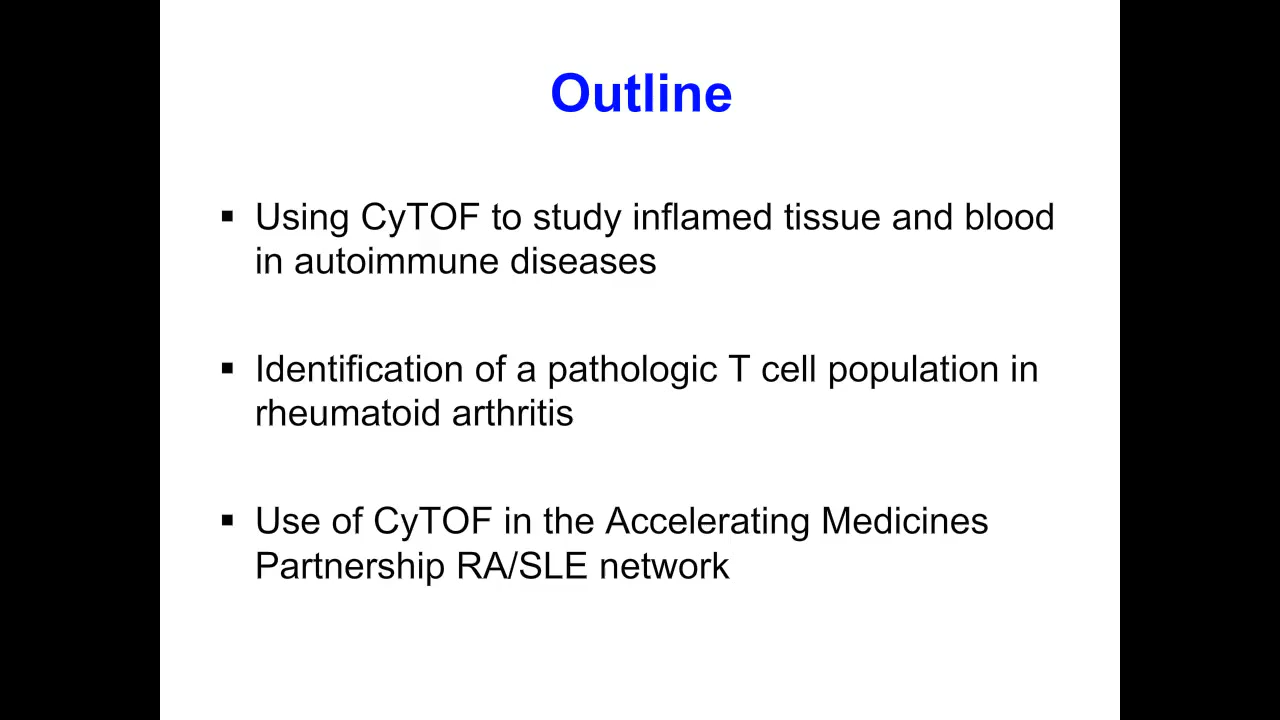 Outline
▪ Using CyTOF to study inflamed tissue and blood
in autoimmune diseases
▪ Identification of a pathologic T cell population in
rheumatoid arthritis
▪ Use of CyTOF in the Accelerating Medicines
Partnership RA/SLE network